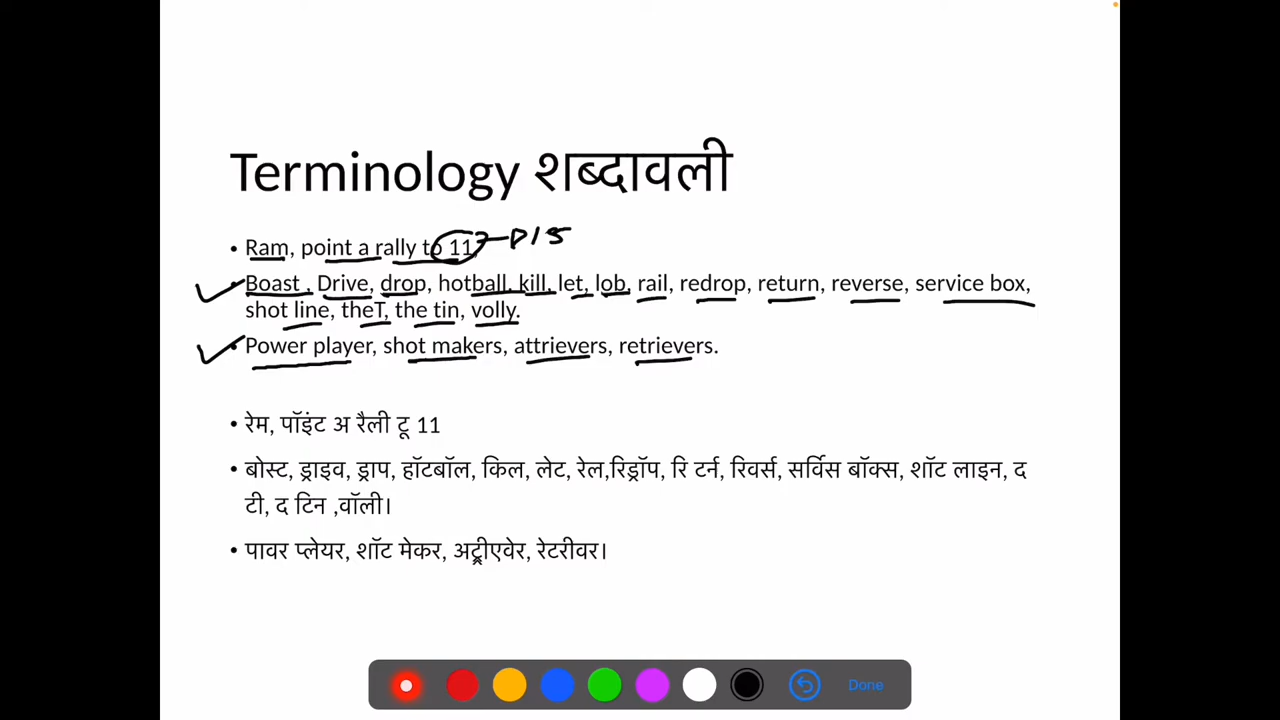 Terminology शब्दावली
• Ram, point a rally to 11, P15
• Boast , Drive, drop, hotball, kill, let, lob, rail, redrop, return, reverse, service box,
shot line, theT, the tin, volly.
• Power player, shot makers, attrievers, retrievers.
• रेम, पॉइंट अ रैली टू 11
• बोस्ट, ड्राइव, ड्राप, हॉटबॉल, किल, लेट, रेल,रिड्रॉप, रि टर्न, रिवर्स, सर्विस बॉक्स, शॉट लाइन, द
टी, द टिन ,वॉली।
• पावर प्लेयर, शॉट मेकर, रेटरीवर।
Done